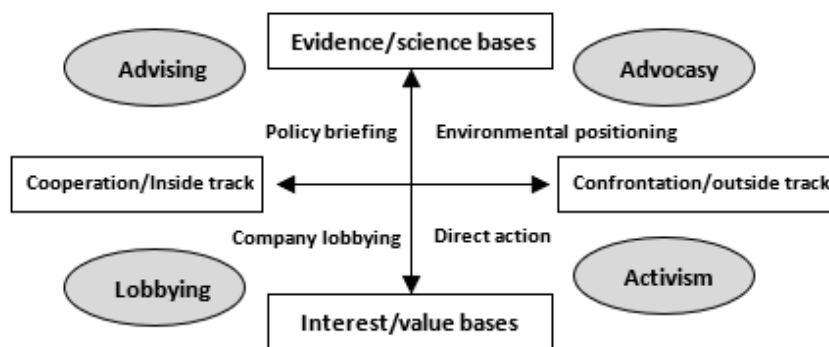 Evidence/science bases
Advising
Advocasy
Policy briefing
Environmental positioning
Cooperation/Inside track
Confrontation/outside track
Company lobbying
Direct action
Lobbying
Activism
Interest/value bases